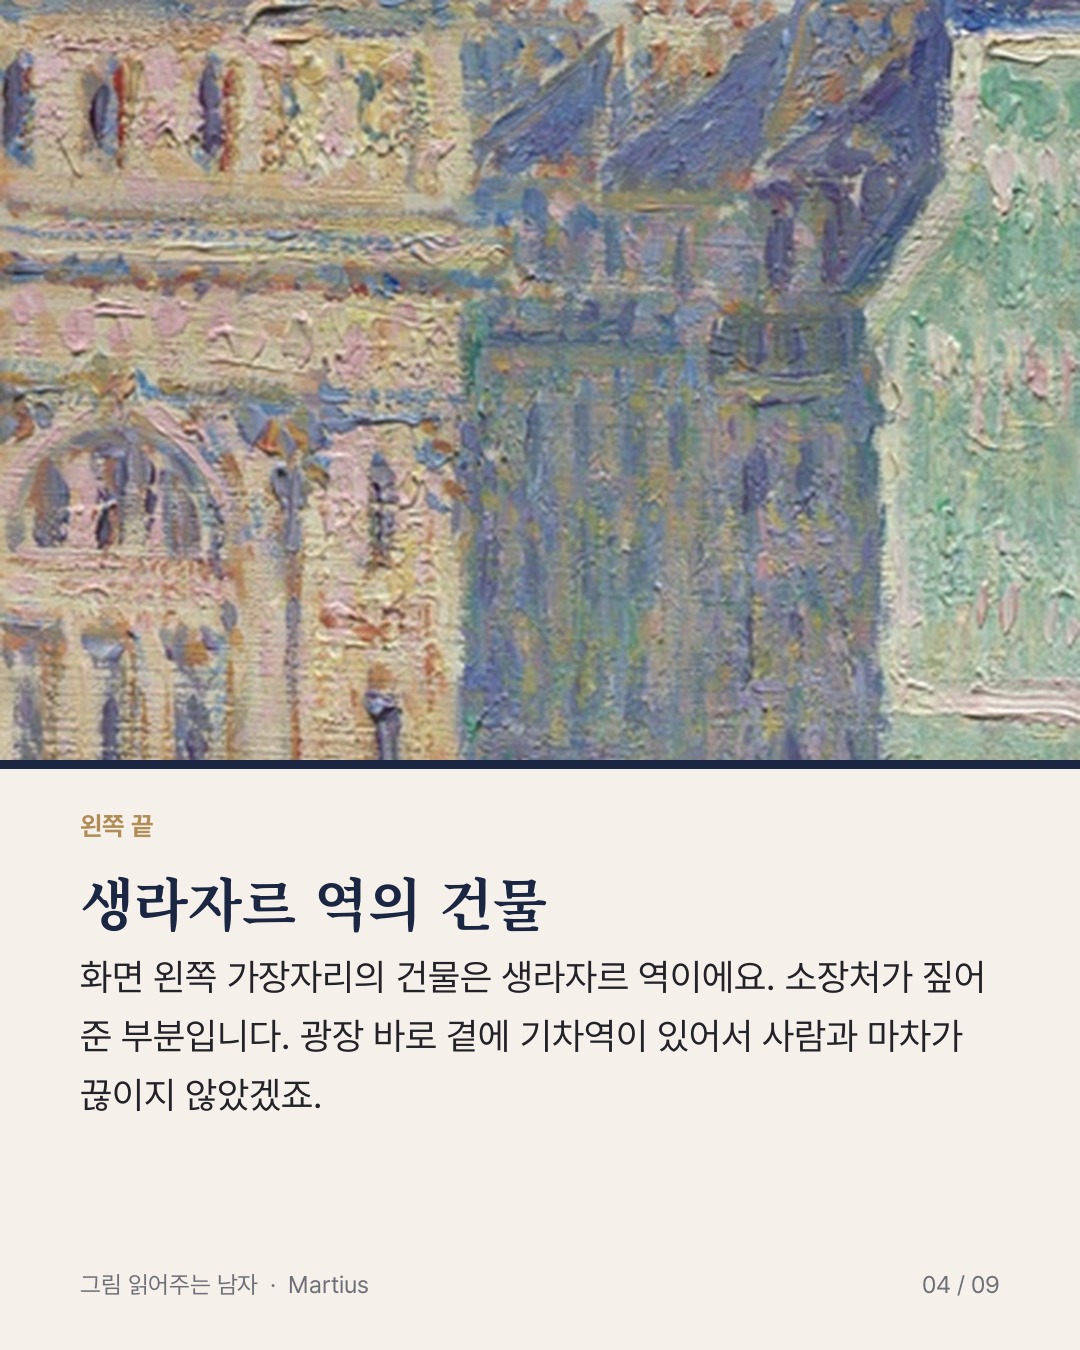 왼쪽 끝
생라자르 역의 건물
화면 왼쪽 가장자리의 건물은 생라자르 역이에요. 소장처가 짚어
준 부분입니다. 광장 바로 곁에 기차역이 있어서 사람과 마차가
끊이지 않았겠죠.
그림 읽어주는 남자 · Martius
04 / 09